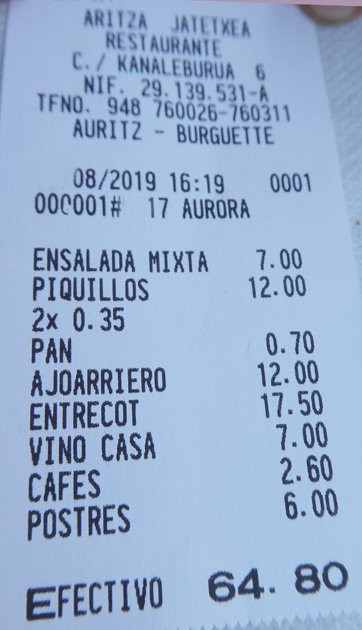 ARITZA JATETXEA
RESTAURANTE
C./ KANALEBURUA 6
NIF. 29.139.531-A
TFNO. 948 760026-760311
AURITZ - BURGUETTE
08/2019 16:19 0001
000001# 17 AURORA
ENSALADA MIXTA 7.00
PIQUILLOS 12.00
2x 0.35
PAN 0.70
AJOARRIERO 12.00
ENTRECOT 17.50
VINO CASA 7.00
CAFES 2.60
POSTRES 6.00
EFECTIVO 64.80